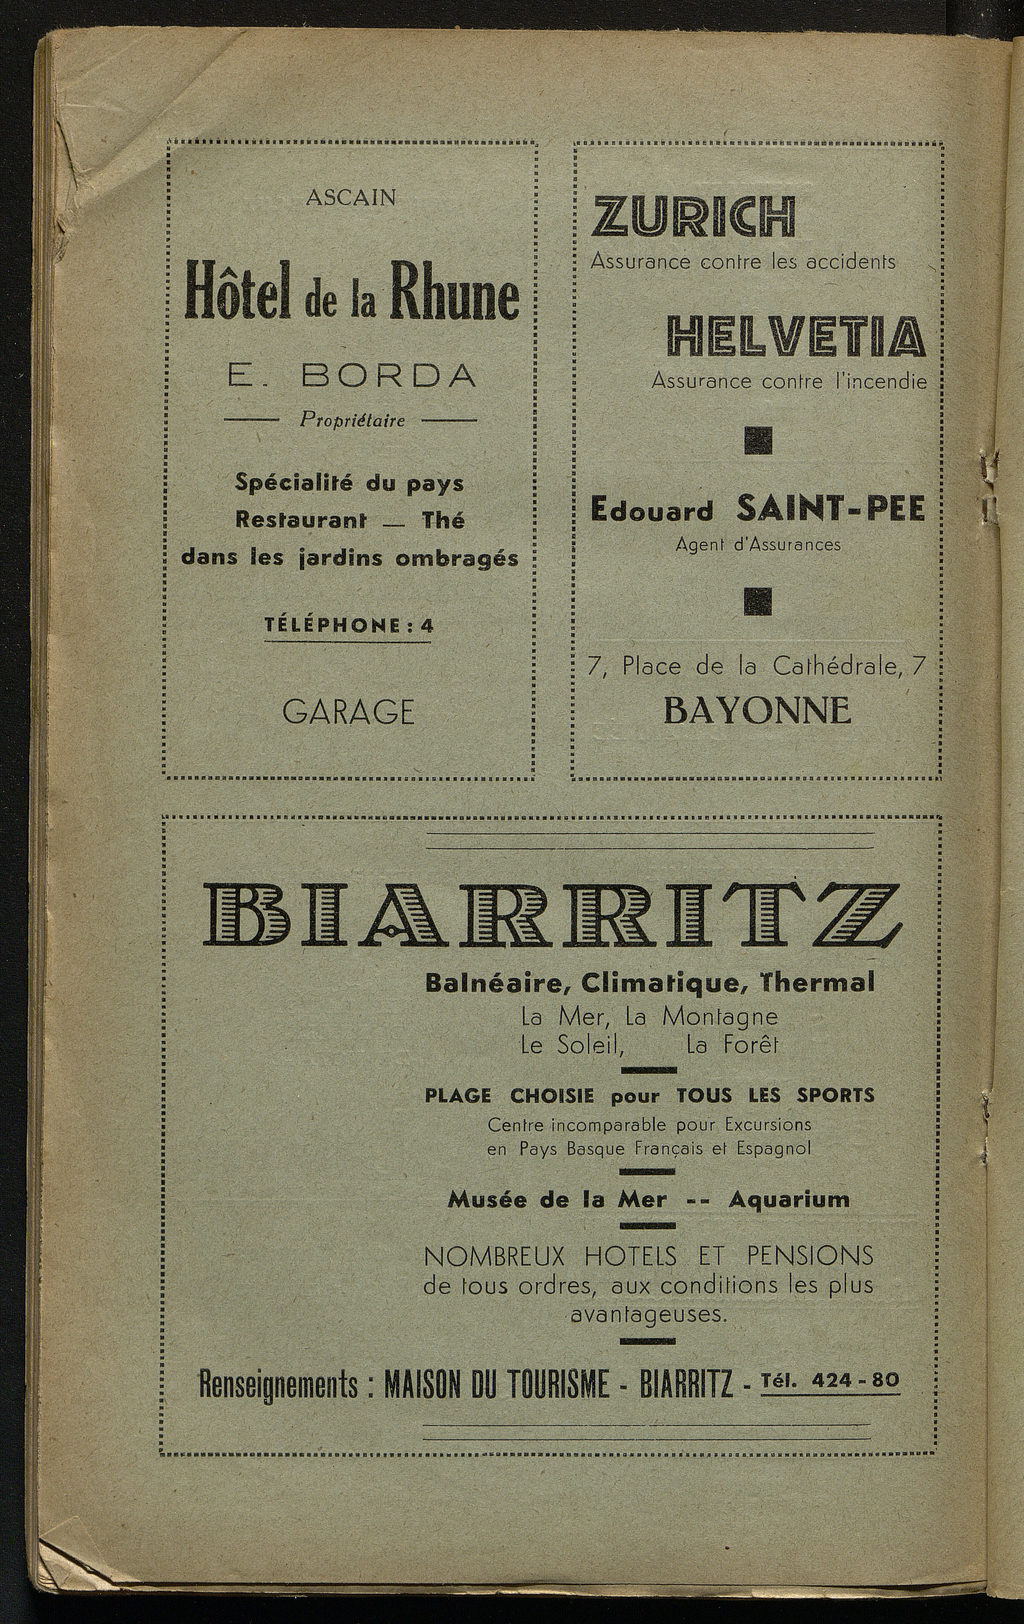 ASCAIN
Hôtel de la Rhune
E. BORDA
Propriétaire
Spécialité du pays
Restaurant — Thé
dans les jardins ombragés
TÉLÉPHONE : 4
GARAGE
ZURICH
Assurance contre les accidents
HELVETIA
Assurance contre l'incendie
Edouard SAINT-PEE
Agent d'Assurances
7, Place de la Cathédrale, 7
BAYONNE
BIARRITZ
Balnéaire, Climatique, Thermal
La Mer, La Montagne
Le Soleil, La Forêt
PLAGE CHOISIE pour TOUS LES SPORTS
Centre incomparable pour Excursions
en Pays Basque Français et Espagnol
Musée de la Mer -- Aquarium
NOMBREUX HOTELS ET PENSIONS
de tous ordres, aux conditions les plus
avantageuses.
Renseignements : MAISON DU TOURISME - BIARRITZ - Tél. 424-80